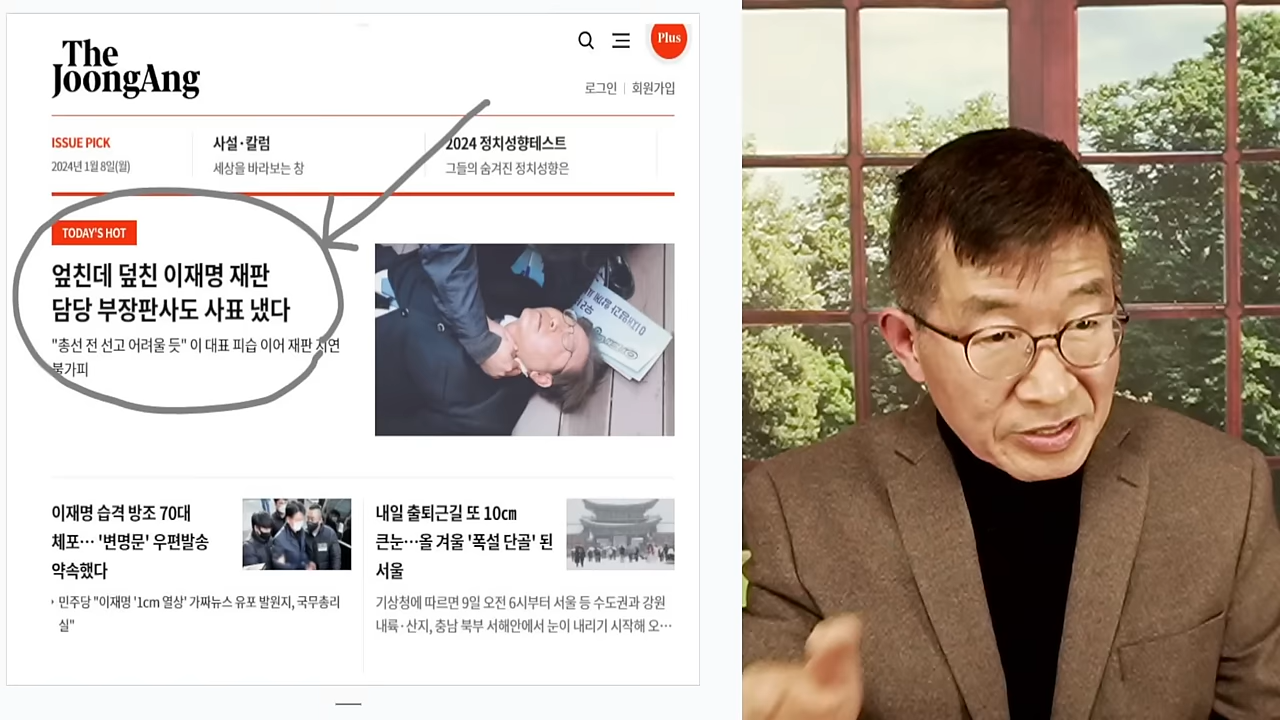 The
JoongAng
Plus
로그인 | 회원가입
ISSUE PICK
2024년 1월 8일(월)
사설·칼럼
세상을 바라보는 창
2024 정치성향테스트
그들의 숨겨진 정치성향은
TODAY'S HOT
엎친데 덮친 이재명 재판
담당 부장판사도 사표 냈다
"총선 전 선고 어려울 듯" 이 대표 피습 이어 재판 지연
불가피
이재명 습격 방조 70대
체포… '변명문' 우편발송
약속했다
민주당 "이재명 '1cm 열상' 가짜뉴스 유포 발원지, 국무총리
실"
내일 출퇴근길 또 10㎝
큰눈…올 겨울 '폭설 단골' 된
서울
기상청에 따르면 9일 오전 6시부터 서울 등 수도권과 강원
내륙·산지, 충남 북부 서해안에서 눈이 내리기 시작해 오…